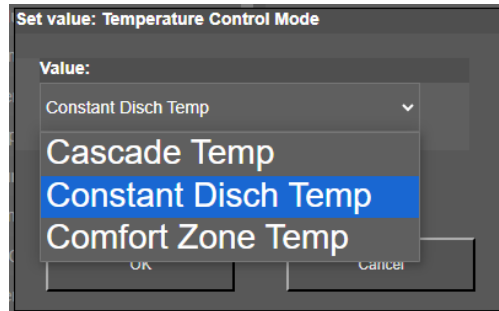 Set value: Temperature Control Mode
Value:
Constant Disch Temp
Cascade Temp
Constant Disch Temp
Comfort Zone Temp
OK
Cancel